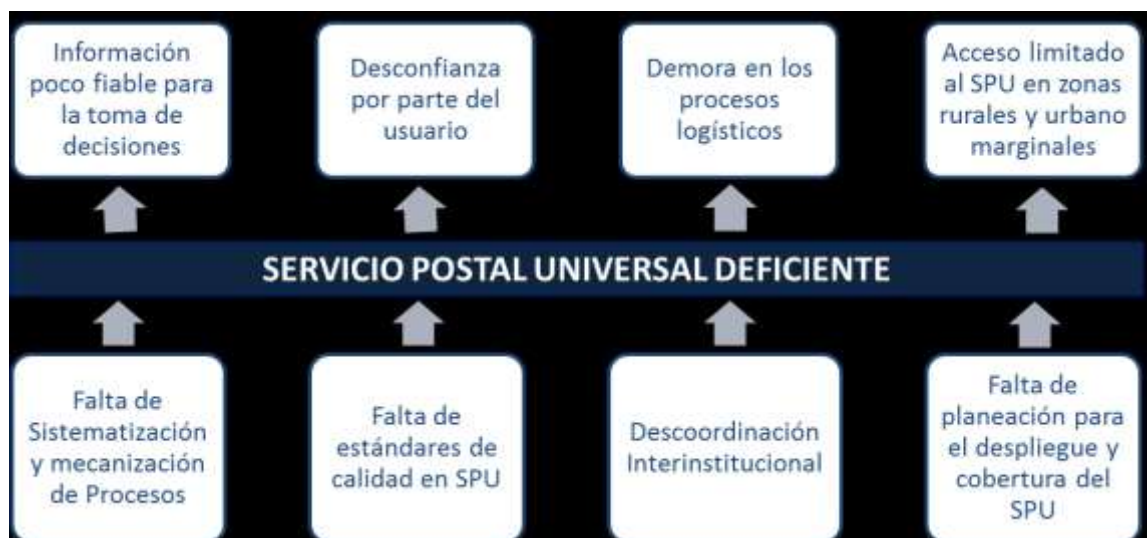 Información
poco fiable para
la toma de
decisiones
Desconfianza
por parte del
usuario
Demora en los
procesos
logísticos
Acceso limitado
al SPU en zonas
rurales y urbano
marginales
SERVICIO POSTAL UNIVERSAL DEFICIENTE
Falta de
Sistematización
y mecanización
de Procesos
Falta de
estándares de
calidad en SPU
Descoordinación
Interinstitucional
Falta de
planeación para
el despliegue y
cobertura del
SPU